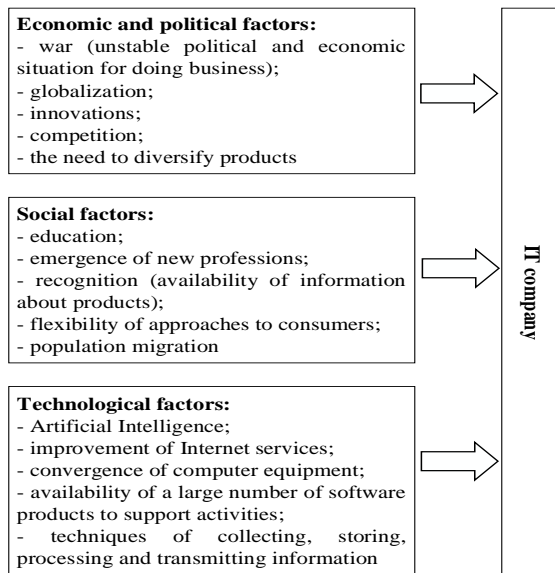 Economic and political factors:
- war (unstable political and economic
situation for doing business);
- globalization;
- innovations;
- competition;
- the need to diversify products
Social factors:
- education;
- emergence of new professions;
- recognition (availability of information
about products);
- flexibility of approaches to consumers;
- population migration
Technological factors:
- Artificial Intelligence;
- improvement of Internet services;
- convergence of computer equipment;
- availability of a large number of software
products to support activities;
- techniques of collecting, storing,
processing and transmitting information
IT company